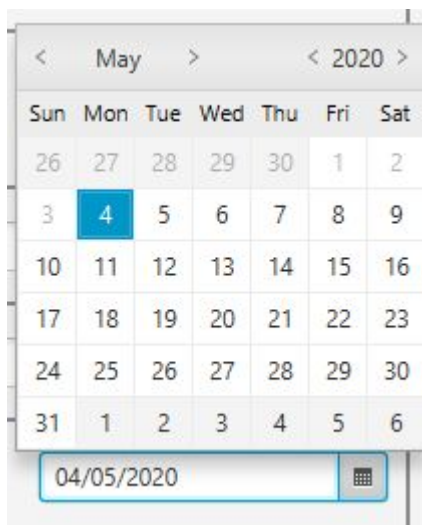 < May > < 2020 >
Sun Mon Tue Wed Thu Fri Sat
26 27 28 29 30 1 2
3 4 5 6 7 8 9
10 11 12 13 14 15 16
17 18 19 20 21 22 23
24 25 26 27 28 29 30
31 1 2 3 4 5 6
04/05/2020